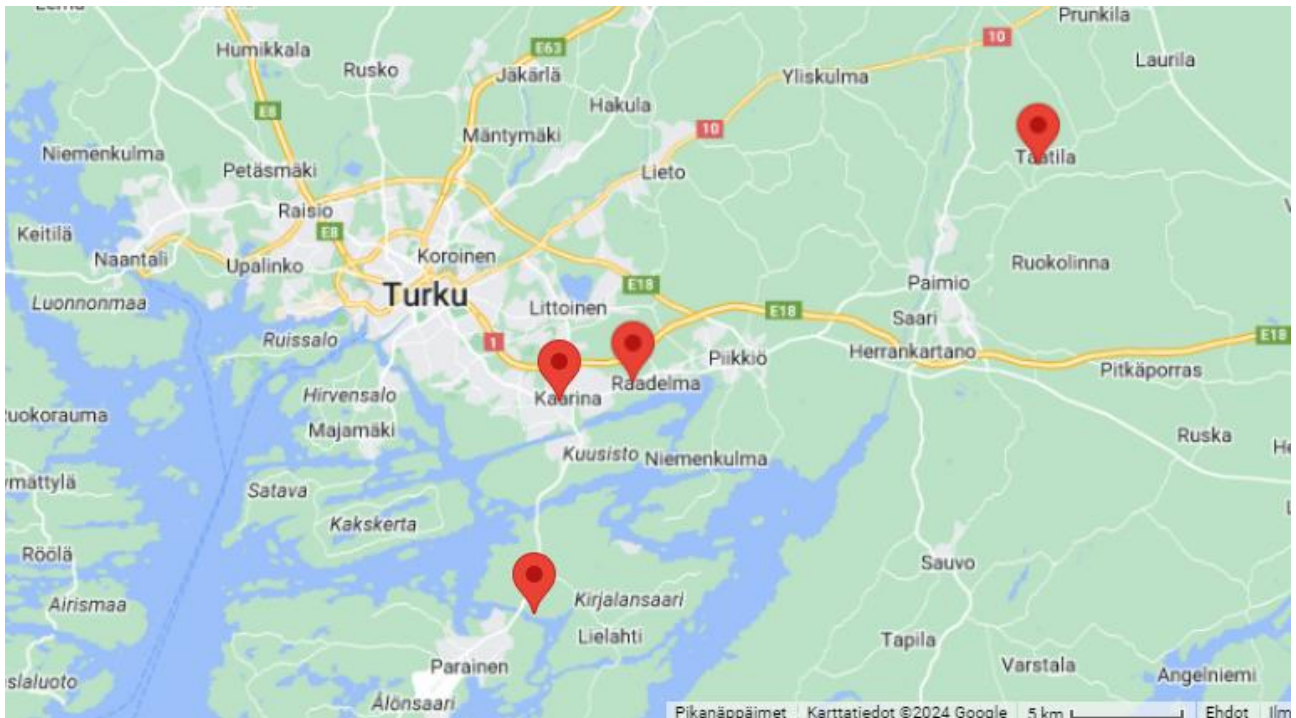 Prunkila
10
Laurila
Humikkala
E63
Rusko
Jäkärlä
Yliskulma
Hakula
E8
10
Mäntymäki
Niemenkulma
Petäsmäki
Taatila
Lieto
Raisio
Keitilä
E8
Koroinen
Naantali
Upalinko
Ruokolinna
Paimio
E18
Turku
Luonnonmaa
Littoinen
E18
Saari
Ruissalo
1
E18
Piikkiö
Herrankartano
Pitkäporras
Raadelma
Hirvensalo
Kaarina
Majamäki
Ruska
Kuusisto
Niemenkulma
Satava
Kakskerta
Röölä
Sauvo
Airismaa
Kirjalansaari
Lielahti
Tapila
Parainen
Varstala
Angelniemi
Ålönsaari
Pikanäppäimet
Karttatiedot ©2024 Google
5 km
Ehdot